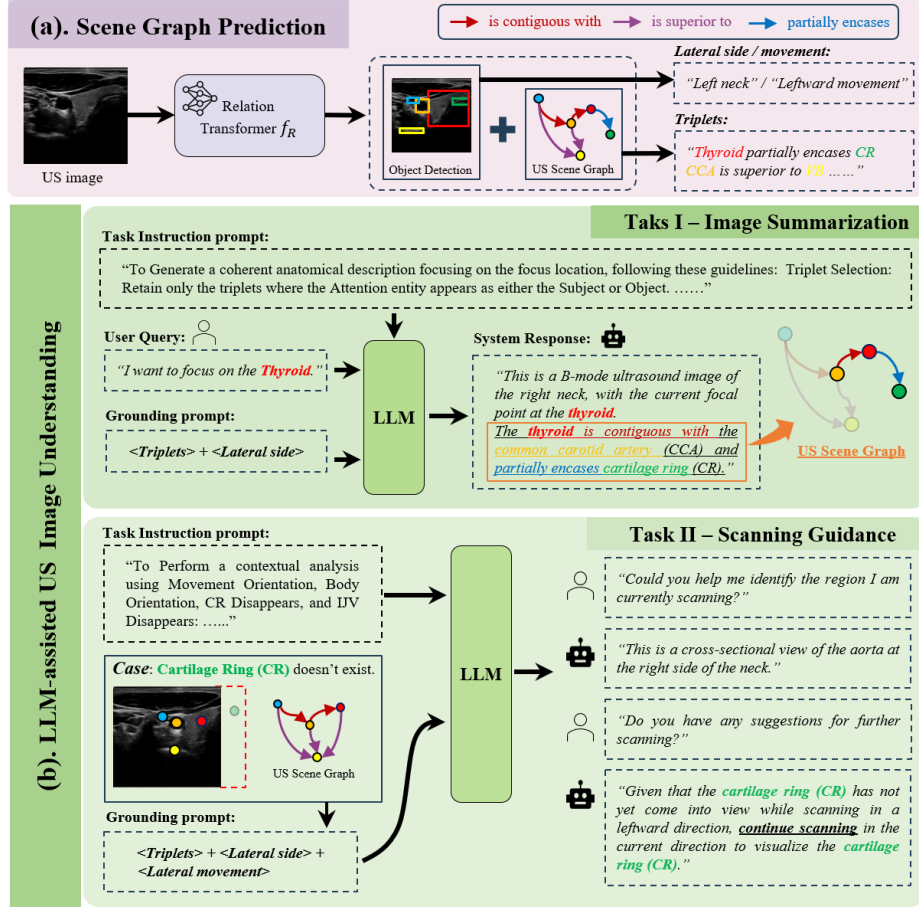 (a). Scene Graph Prediction
is contiguous with
is superior to
partially encases
US image
Relation
Transformer f_R
Object Detection
US Scene Graph
Lateral side / movement:
“Left neck” / “Leftward movement”
Triplets:
“Thyroid partially encases CR
CCA is superior to VB ……”
(b). LLM-assisted US Image Understanding
Taks I – Image Summarization
Task Instruction prompt:
“To Generate a coherent anatomical description focusing on the focus location, following these guidelines: Triplet Selection:
Retain only the triplets where the Attention entity appears as either the Subject or Object. ……”
User Query:
“I want to focus on the Thyroid.”
Grounding prompt:
<Triplets> + <Lateral side>
LLM
System Response:
“This is a B-mode ultrasound image of
the right neck, with the current focal
point at the thyroid.
The thyroid is contiguous with the
common carotid artery (CCA) and
partially encases cartilage ring (CR).”
US Scene Graph
Task II – Scanning Guidance
Task Instruction prompt:
“To Perform a contextual analysis
using Movement Orientation, Body
Orientation, CR Disappears, and IJV
Disappears: …...”
Case: Cartilage Ring (CR) doesn’t exist.
US Scene Graph
Grounding prompt:
<Triplets> + <Lateral side> +
<Lateral movement>
LLM
“Could you help me identify the region I am
currently scanning?”
“This is a cross-sectional view of the aorta at
the right side of the neck.”
“Do you have any suggestions for further
scanning?”
“Given that the cartilage ring (CR) has not
yet come into view while scanning in a
leftward direction, continue scanning in the
current direction to visualize the cartilage
ring (CR).”